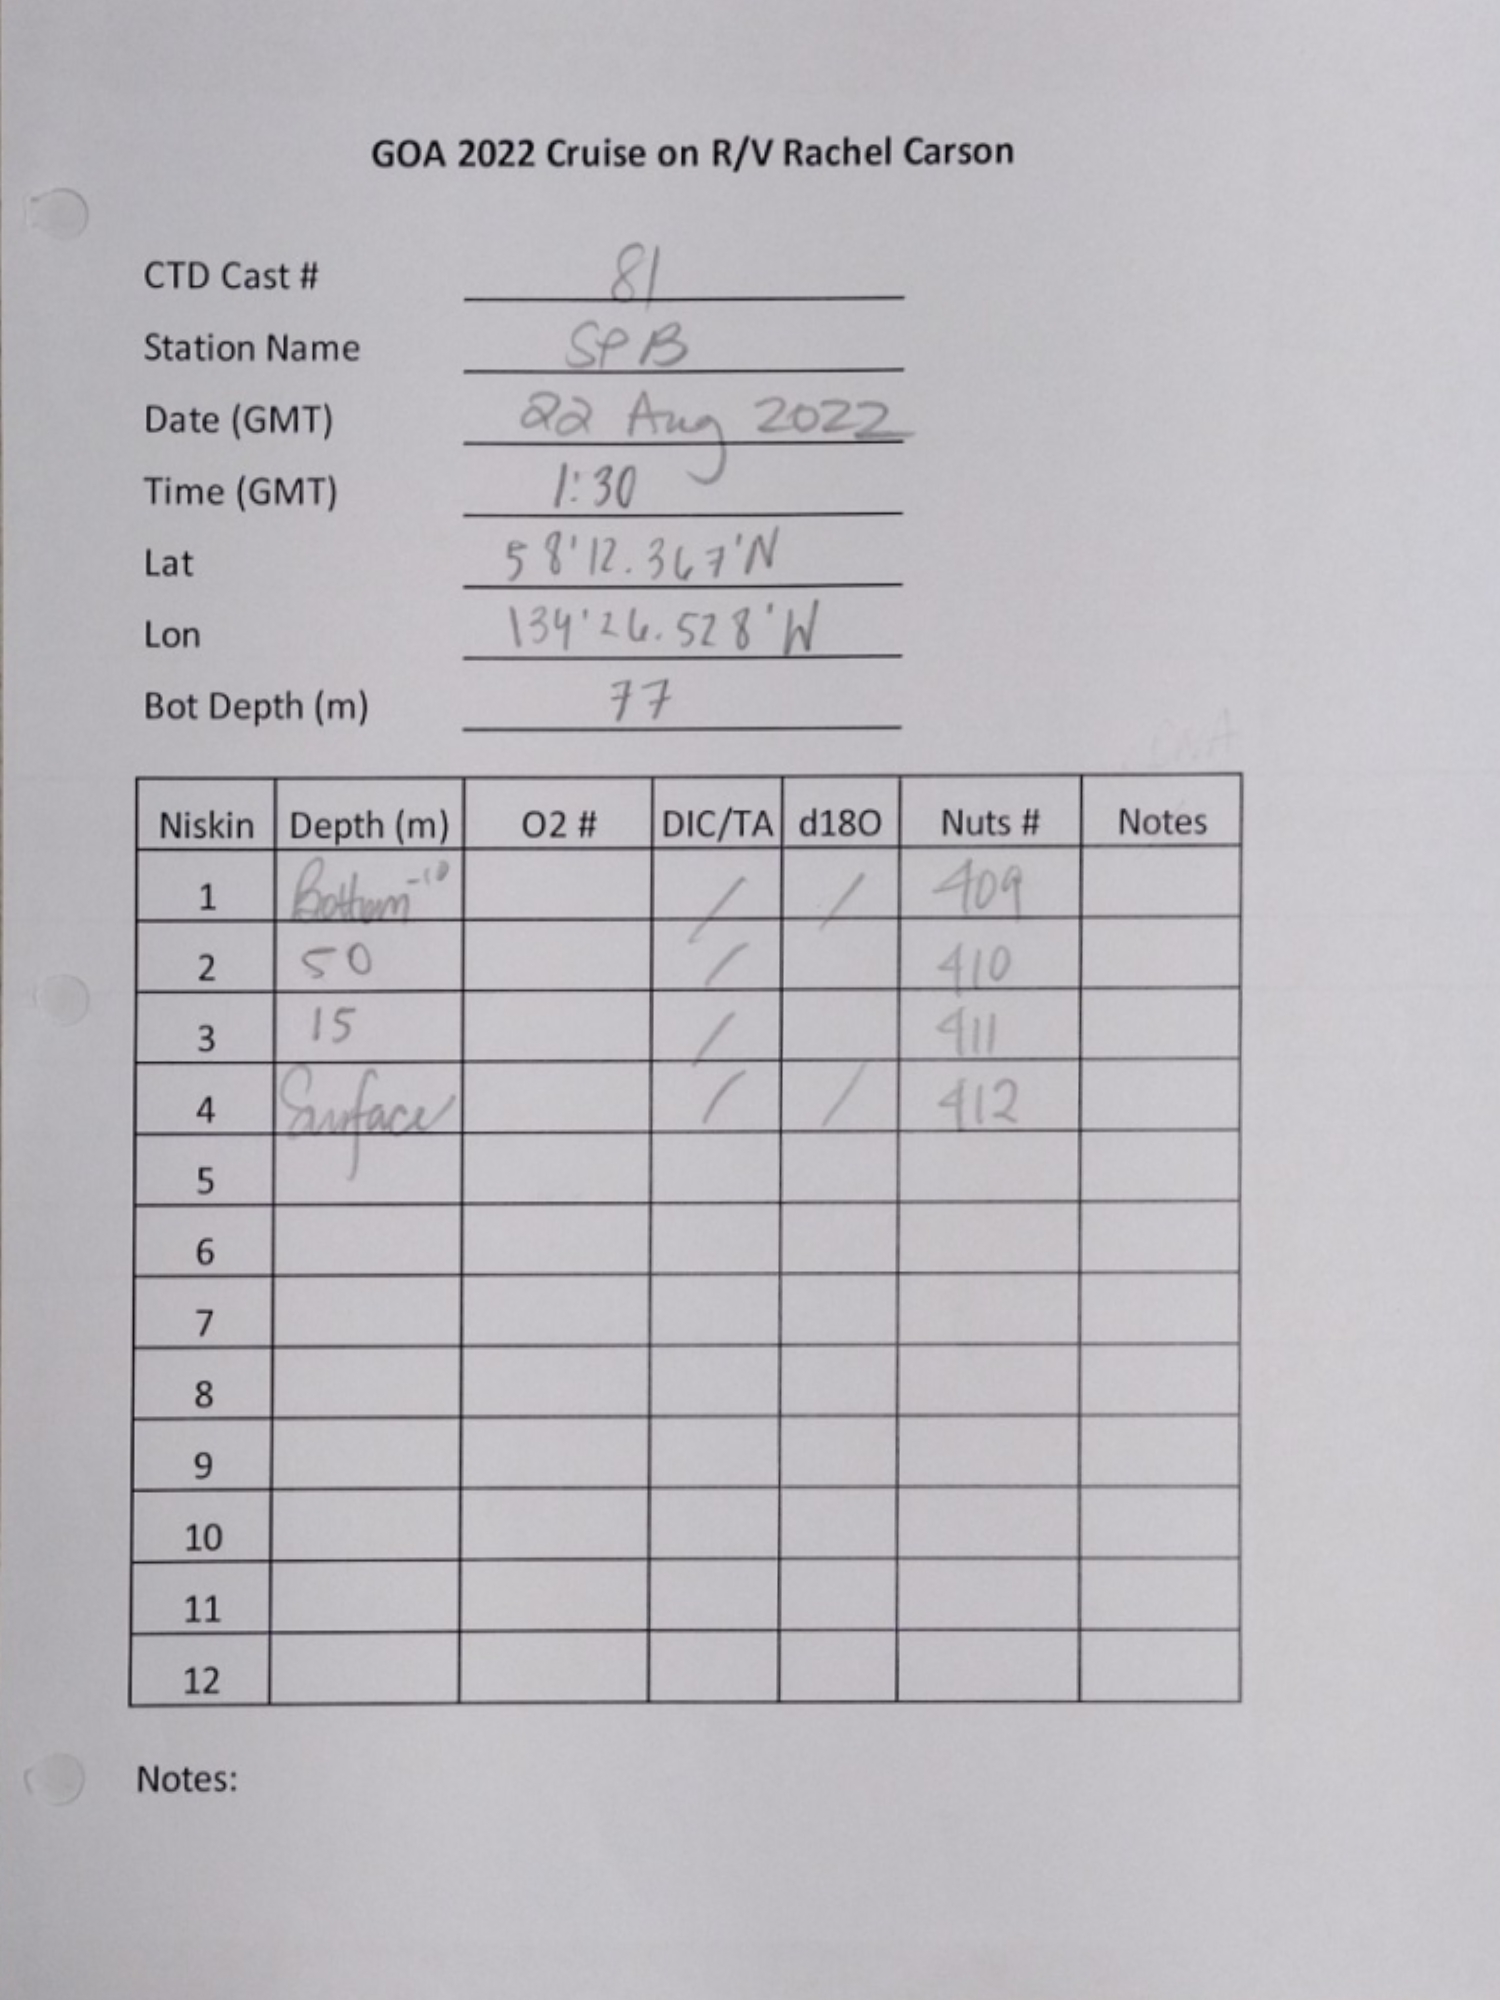 GOA 2022 Cruise on R/V Rachel Carson
CTD Cast # 81
Station Name SPB
Date (GMT) 22 Aug 2022
Time (GMT) 1:30
Lat 58'12.367'N
Lon 134'26.528'W
Bot Depth (m) 77
Niskin Depth (m) O2 # DIC/TA d18O Nuts # Notes
1 Bottom -10 / / 409
2 50 / 410
3 15 / 411
4 Surface / / 412
5
6
7
8
9
10
11
12
Notes: